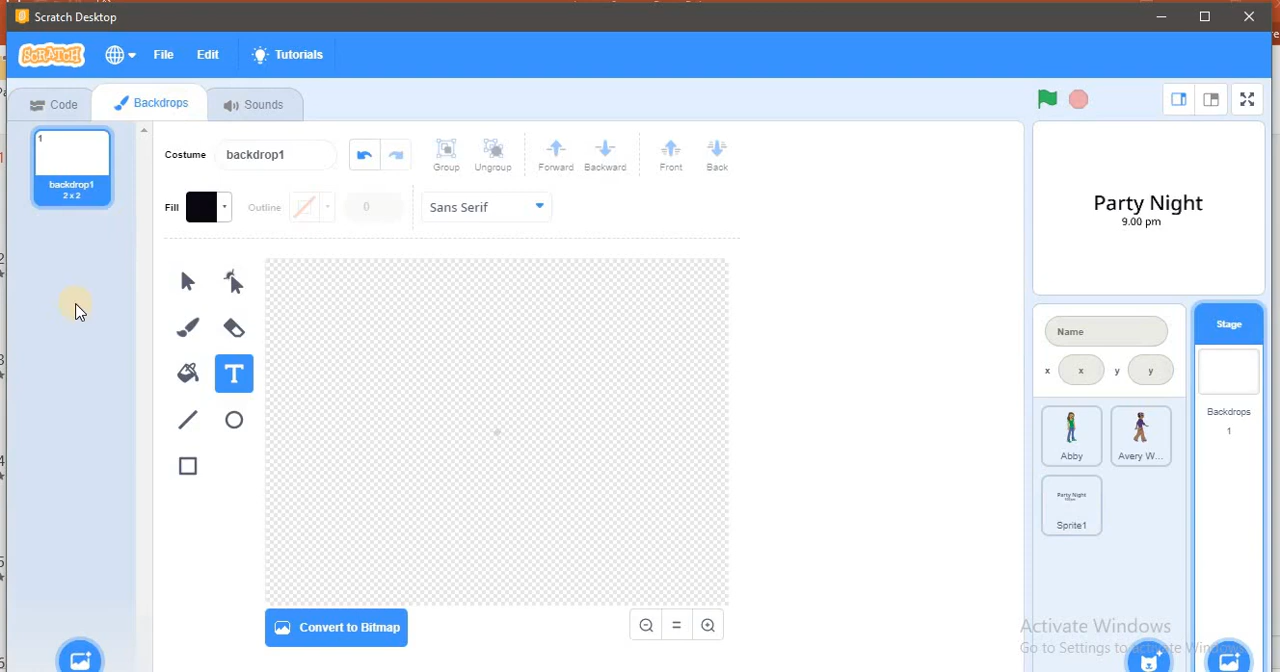 Scratch Desktop
SCRATCH File Edit Tutorials
Code Backdrops Sounds
1
backdrop1
2 x 2
Costume backdrop1
Group Ungroup Forward Backward Front Back
Fill Outline 0 Sans Serif
T
Convert to Bitmap
=
Party Night
9.00 pm
Name
x x y y
Abby Avery W...
Party Night
Sprite1
Stage
Backdrops
1
Activate Windows
Go to Settings to activate Windows.